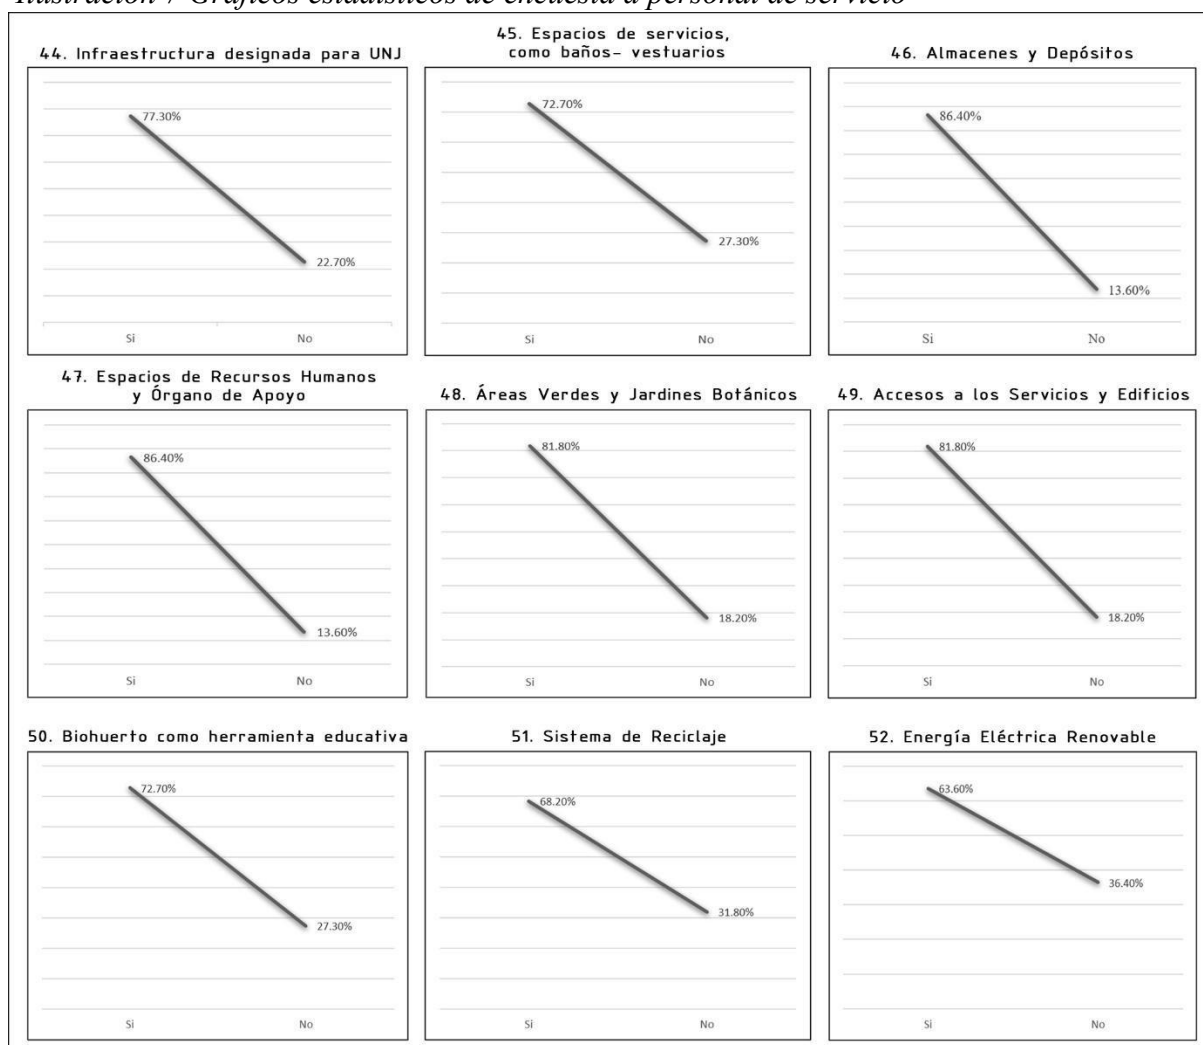 Ilustración 7 Gráficos estadísticos de encuesta a personal de servicio
44. Infraestructura designada para UNJ
77.30%
22.70%
Si No
45. Espacios de servicios,
como baños- vestuarios
72.70%
27.30%
Si No
46. Almacenes y Depósitos
86.40%
13.60%
Si No
47. Espacios de Recursos Humanos
y Órgano de Apoyo
86.40%
13.60%
Si No
48. Áreas Verdes y Jardines Botánicos
81.80%
18.20%
Si No
49. Accesos a los Servicios y Edificios
81.80%
18.20%
Si No
50. Biohuerto como herramienta educativa
72.70%
27.30%
Si No
51. Sistema de Reciclaje
68.20%
31.80%
Si No
52. Energía Eléctrica Renovable
63.60%
36.40%
Si No